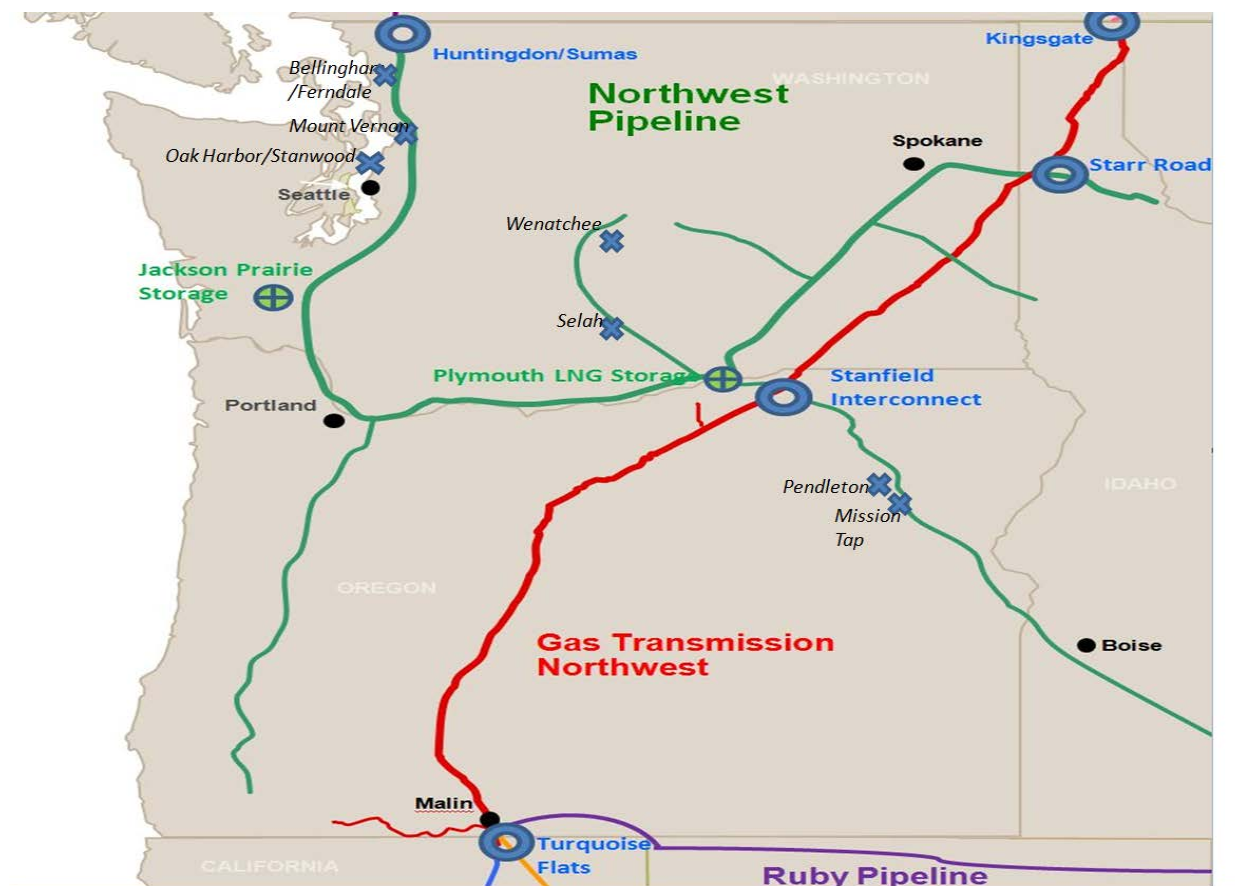 Kingsgate
Huntingdon/Sumas
Bellingham
/Ferndale
WASHINGTON
Northwest
Pipeline
Mount Vernon
Spokane
Oak Harbor/Stanwood
Starr Road
Seattle
Wenatchee
Jackson Prairie
Storage
Selah
Plymouth LNG Storage
Stanfield
Interconnect
Portland
Pendleton
IDAHO
Mission
Tap
OREGON
Gas Transmission
Northwest
Boise
Malin
Turquoise
Flats
CALIFORNIA
Ruby Pipeline